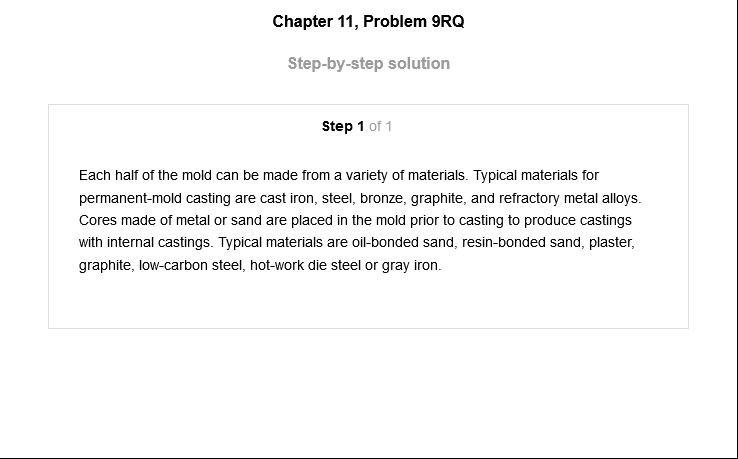 Chapter 11, Problem 9RQ
Step-by-step solution
Step 1 of 1
Each half of the mold can be made from a variety of materials. Typical materials for
permanent-mold casting are cast iron, steel, bronze, graphite, and refractory metal alloys.
Cores made of metal or sand are placed in the mold prior to casting to produce castings
with internal castings. Typical materials are oil-bonded sand, resin-bonded sand, plaster,
graphite, low-carbon steel, hot-work die steel or gray iron.